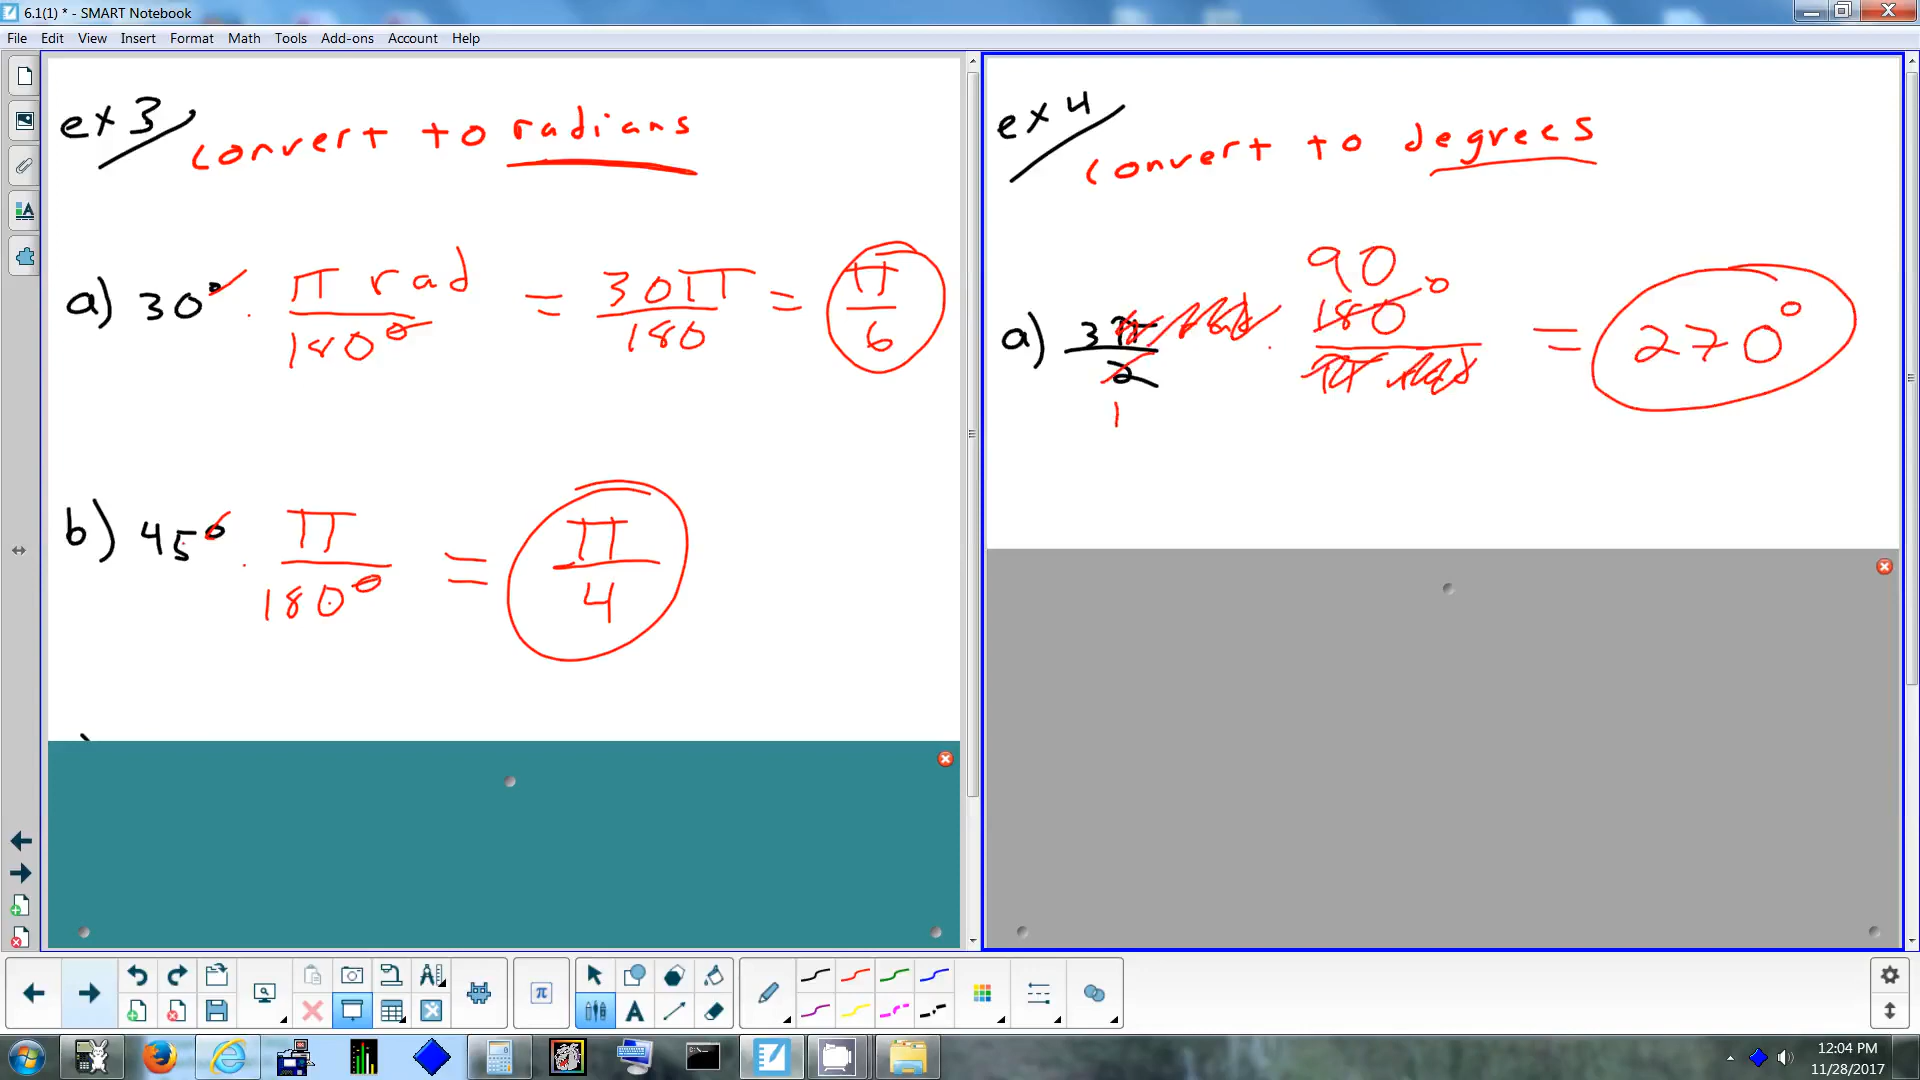 6.1(1) * - SMART Notebook
File Edit View Insert Format Math Tools Add-ons Account Help
ex 3
convert to radians
a) 30° · π rad / 180° = 30π / 180 = π / 6
b) 45° · π / 180° = π / 4
ex 4
convert to degrees
90
a) 3π rad / 2 · 180° / π rad = 270°
1
π
A
12:04 PM
11/28/2017